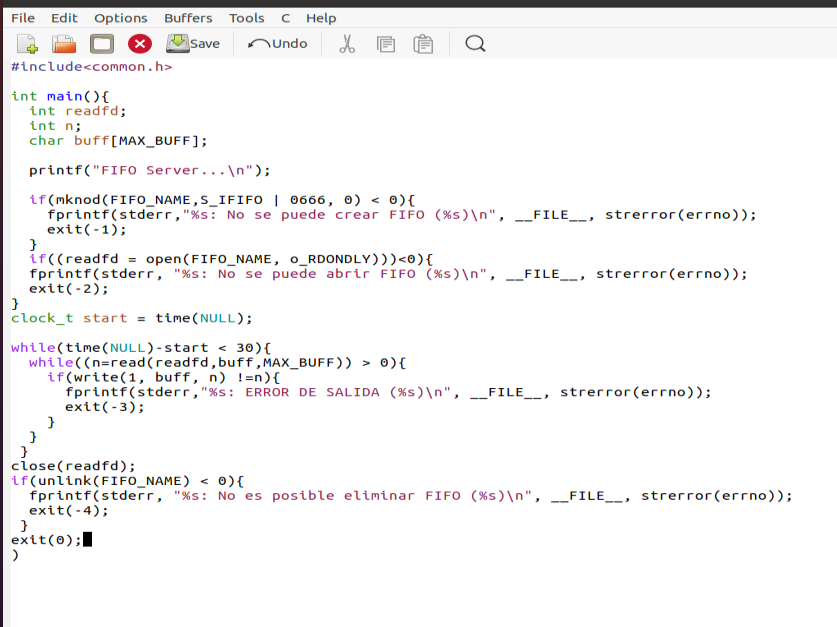 File Edit Options Buffers Tools C Help
Save Undo
#include<common.h>
int main(){
  int readfd;
  int n;
  char buff[MAX_BUFF];
  printf("FIFO Server...\n");
  if(mknod(FIFO_NAME,S_IFIFO | 0666, 0) < 0){
    fprintf(stderr,"%s: No se puede crear FIFO (%s)\n", __FILE__, strerror(errno));
    exit(-1);
  }
  if((readfd = open(FIFO_NAME, o_RDONDLY)))<0){
  fprintf(stderr, "%s: No se puede abrir FIFO (%s)\n", __FILE__, strerror(errno));
  exit(-2);
}
clock_t start = time(NULL);
while(time(NULL)-start < 30){
  while((n=read(readfd,buff,MAX_BUFF)) > 0){
    if(write(1, buff, n) !=n){
      fprintf(stderr,"%s: ERROR DE SALIDA (%s)\n", __FILE__, strerror(errno));
      exit(-3);
    }
  }
 }
close(readfd);
if(unlink(FIFO_NAME) < 0){
  fprintf(stderr, "%s: No es posible eliminar FIFO (%s)\n", __FILE__, strerror(errno));
  exit(-4);
 }
exit(0);
)